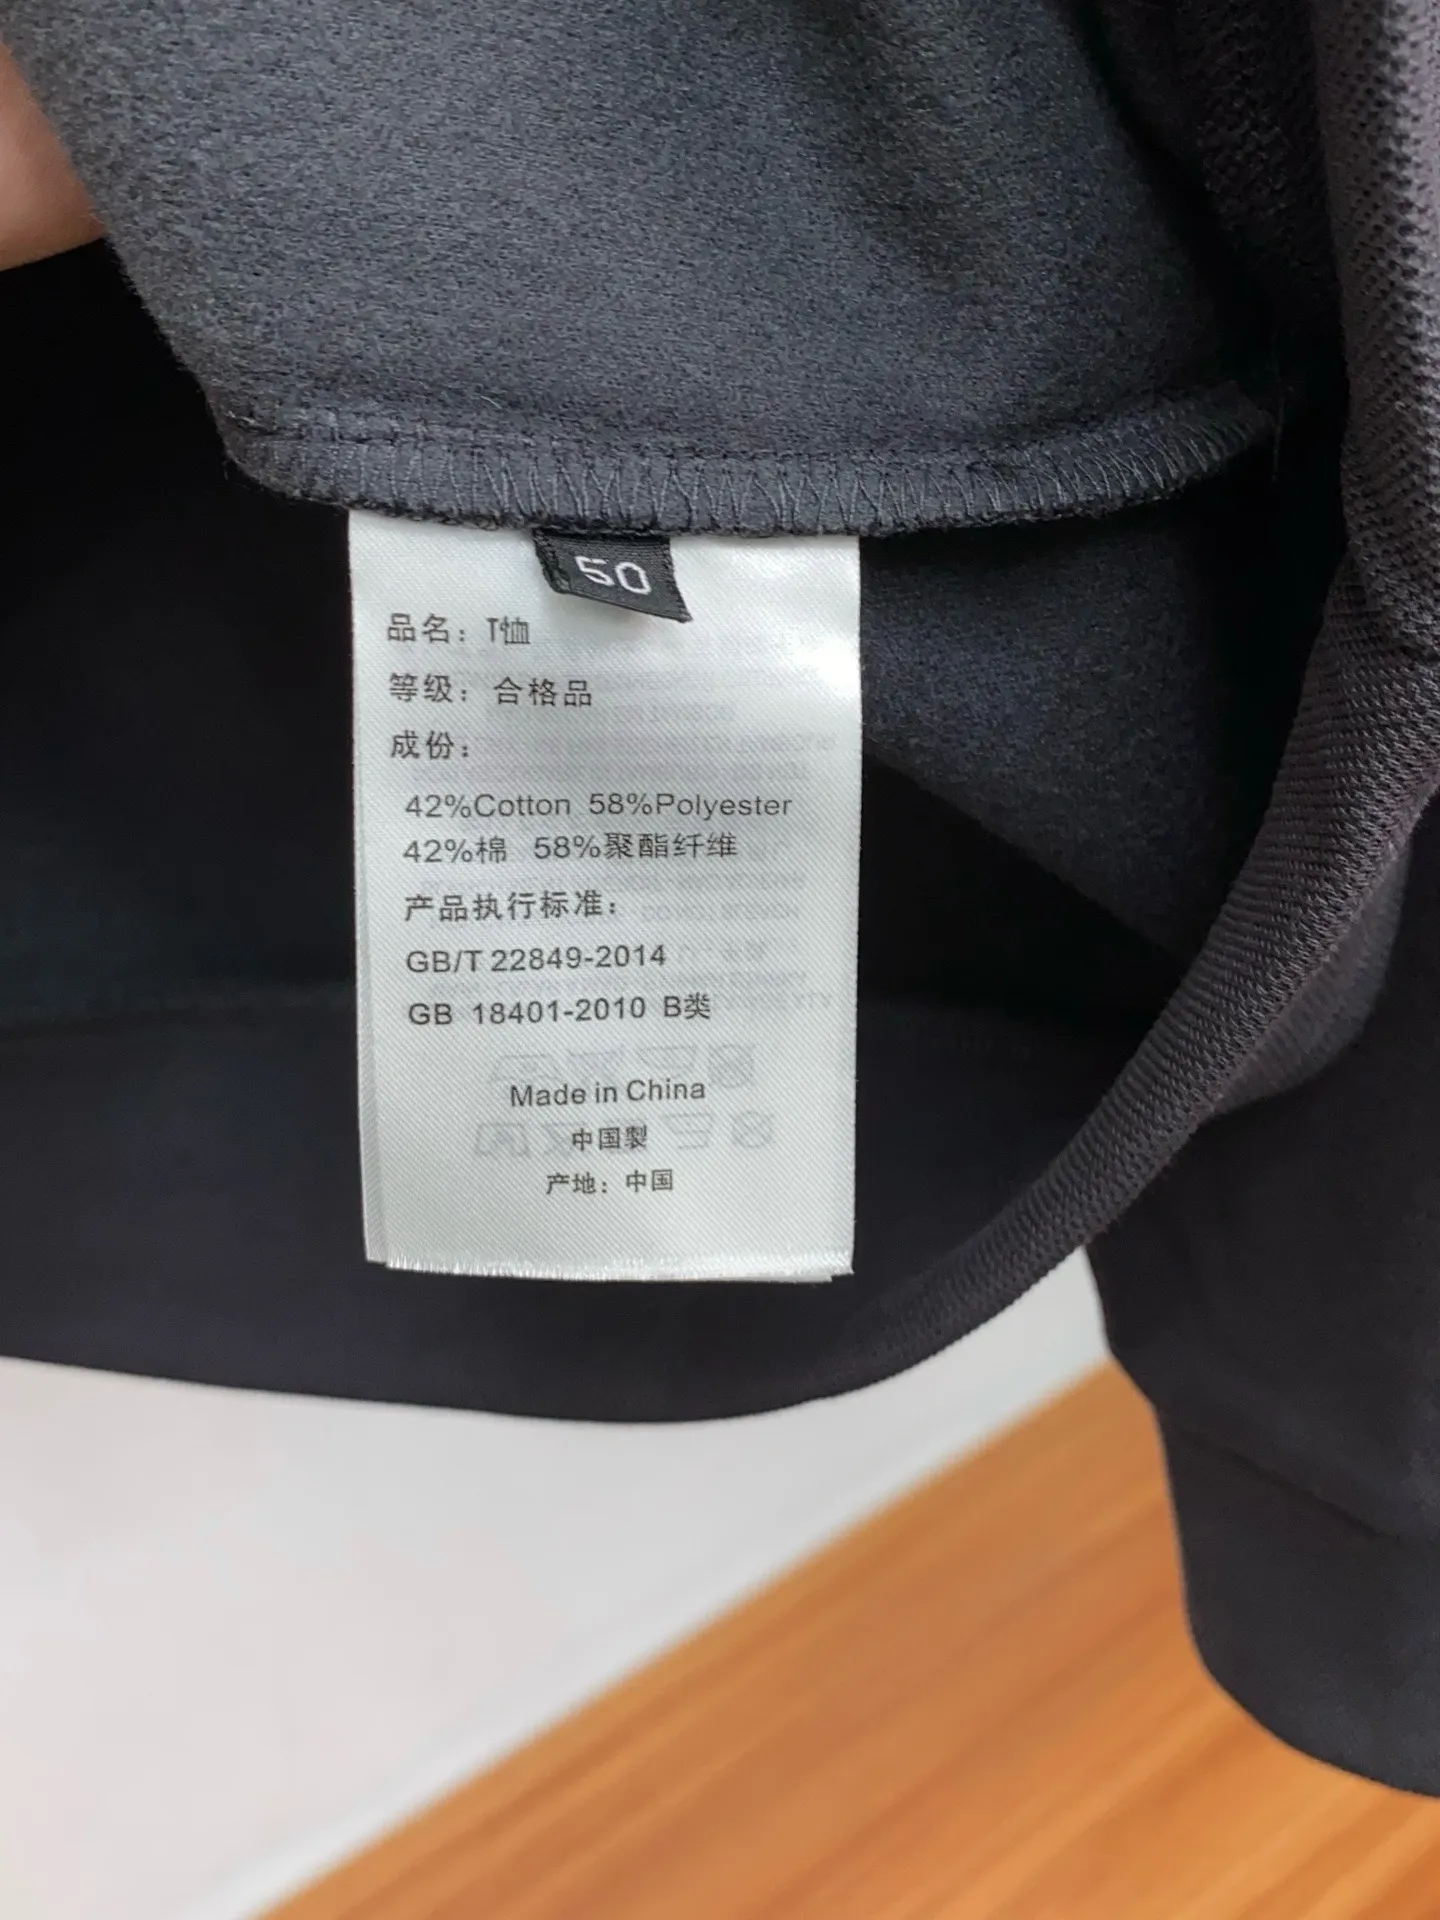 50
品名：T恤
等级：合格品
成份：
42%Cotton 58%Polyester
42%棉 58%聚酯纤维
产品执行标准：
GB/T 22849-2014
GB 18401-2010 B类
Made in China
中国製
产地：中国